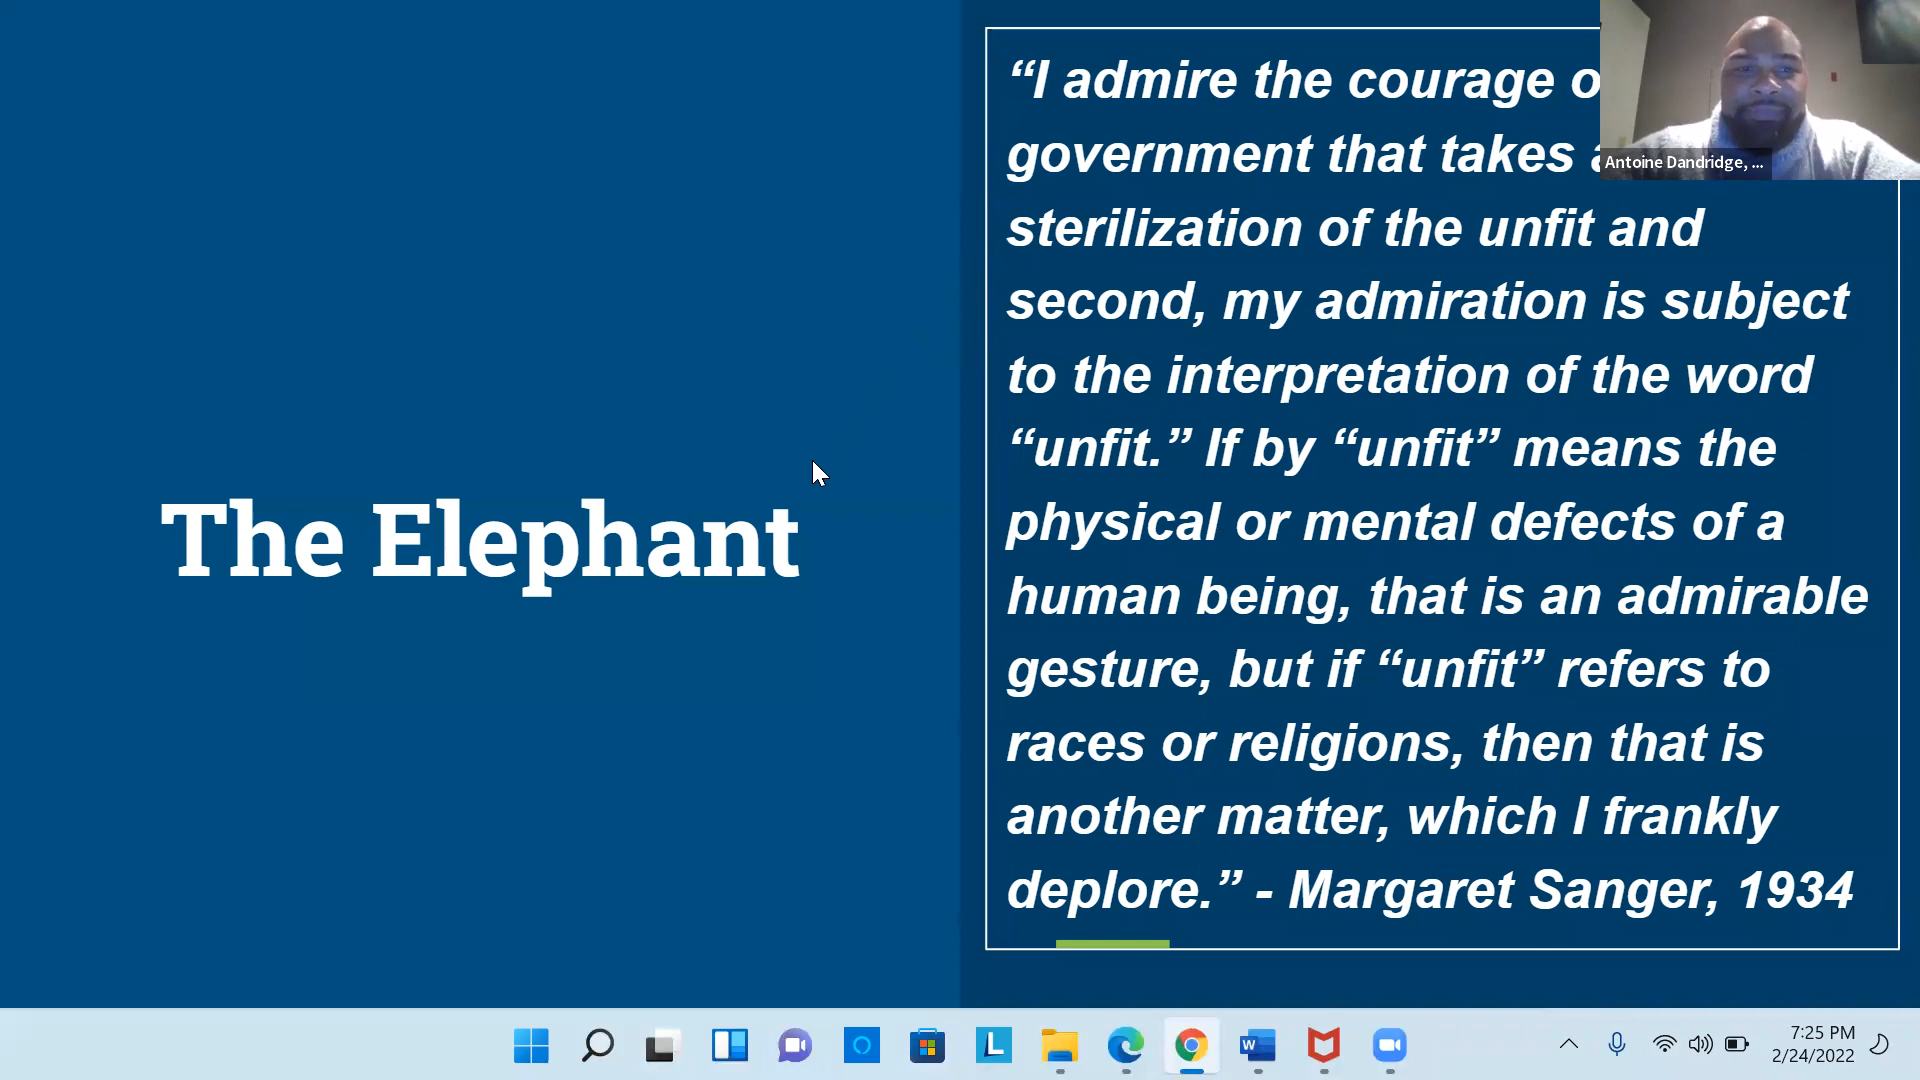 “I admire the courage
government that takes
sterilization of the unfit and
second, my admiration is subject
to the interpretation of the word
“unfit.” If by “unfit” means the
physical or mental defects of a
human being, that is an admirable
gesture, but if “unfit” refers to
races or religions, then that is
another matter, which I frankly
deplore.” - Margaret Sanger, 1934
The Elephant
Antoine Dandridge, ...
L
W
7:25 PM
2/24/2022